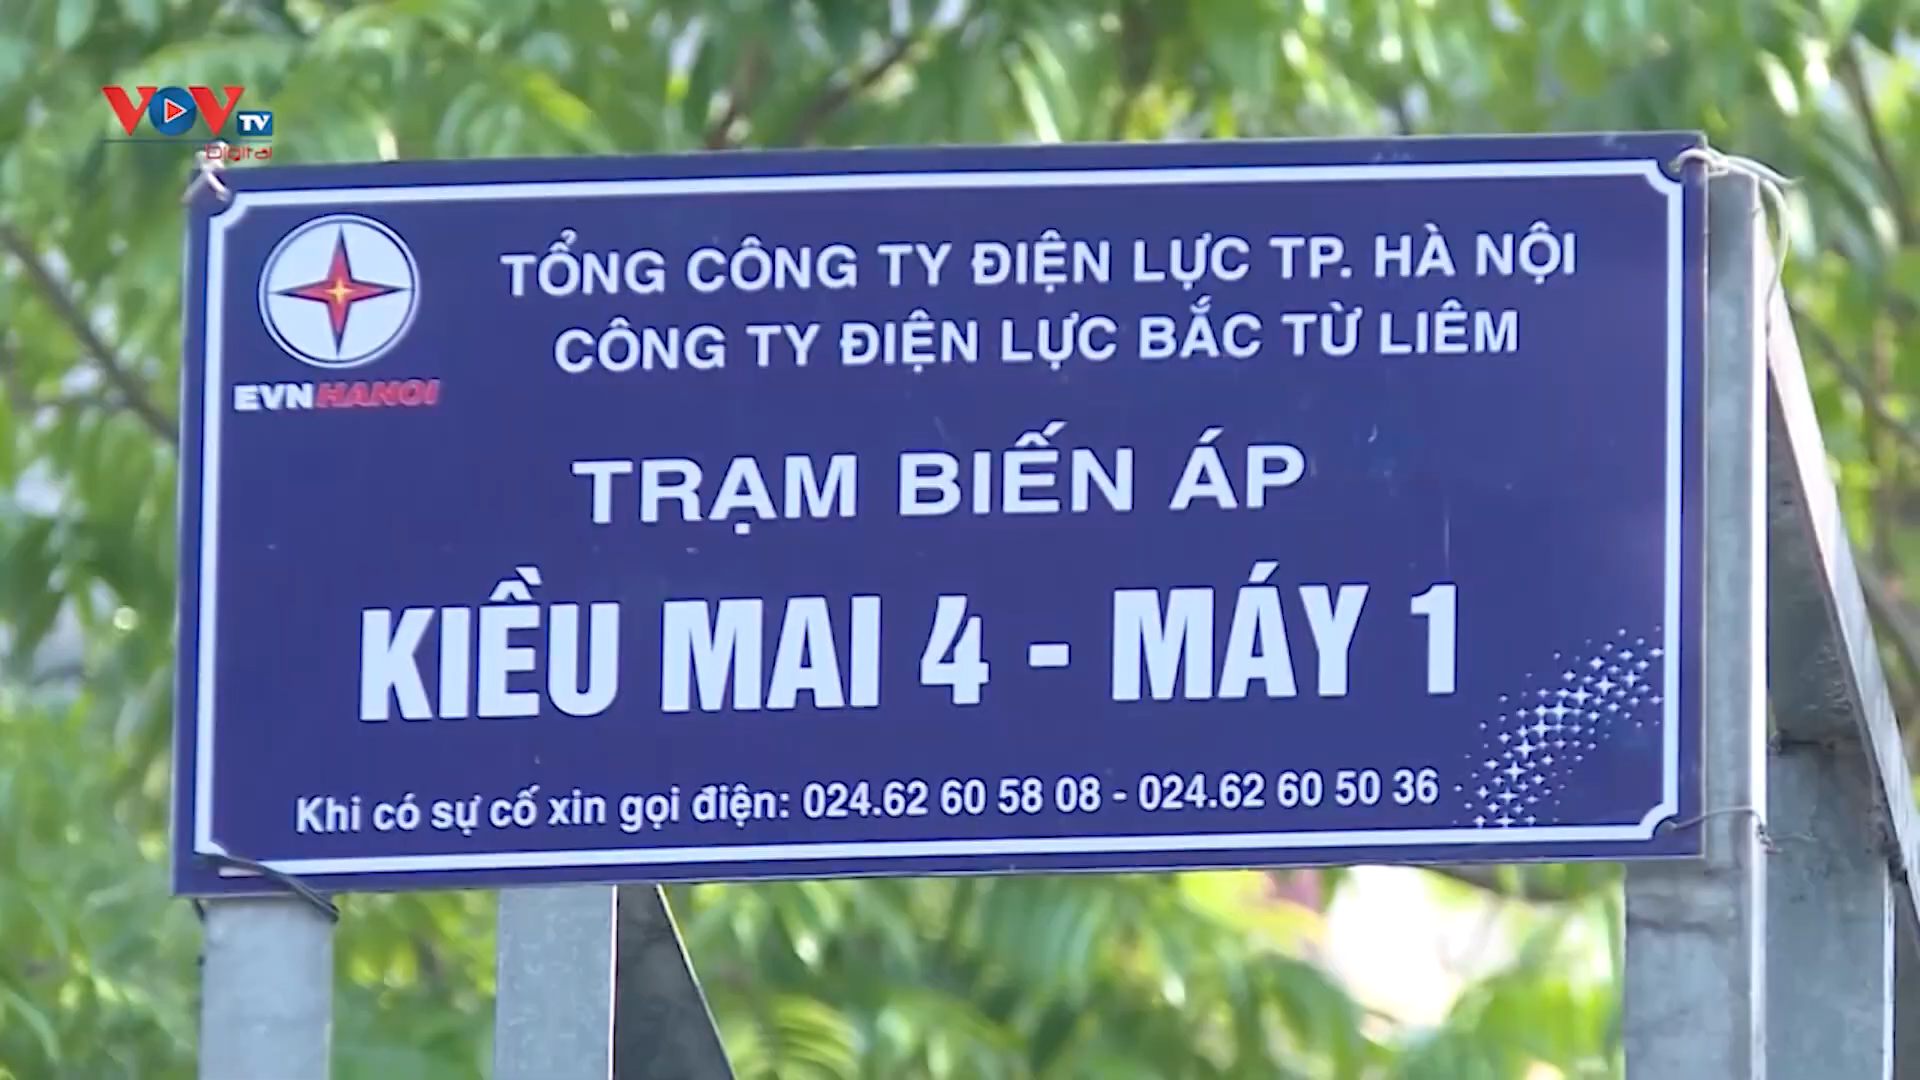 VOV TV
Digital
TỔNG CÔNG TY ĐIỆN LỰC TP. HÀ NỘI
CÔNG TY ĐIỆN LỰC BẮC TỪ LIÊM
EVNHANOI
TRẠM BIẾN ÁP
KIỀU MAI 4 - MÁY 1
Khi có sự cố xin gọi điện: 024.62 60 58 08 - 024.62 60 50 36